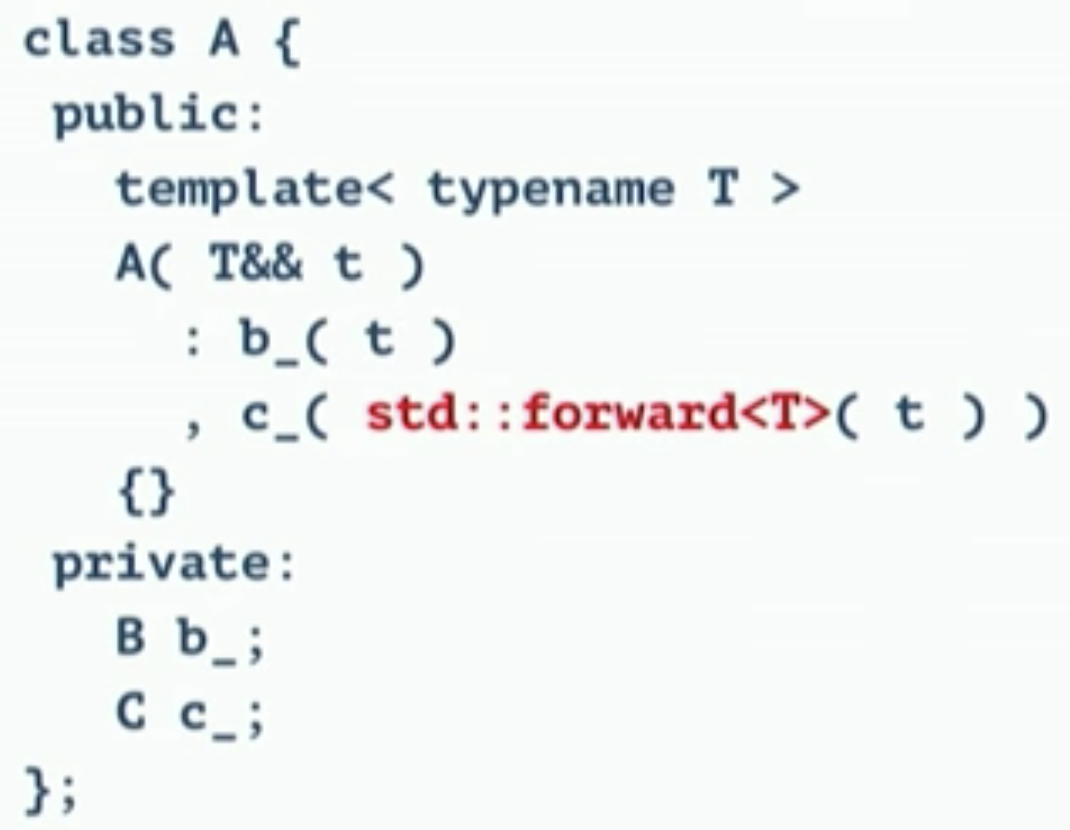 class A {
public:
template< typename T >
A( T&& t )
: b_( t )
, c_( std::forward<T>( t ) )
{}
private:
B b_;
C c_;
};